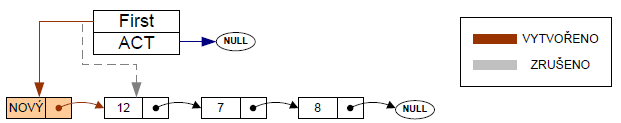 First
ACT
NULL
VYTVOŘENO
ZRUŠENO
NOVÝ
12
7
8
NULL